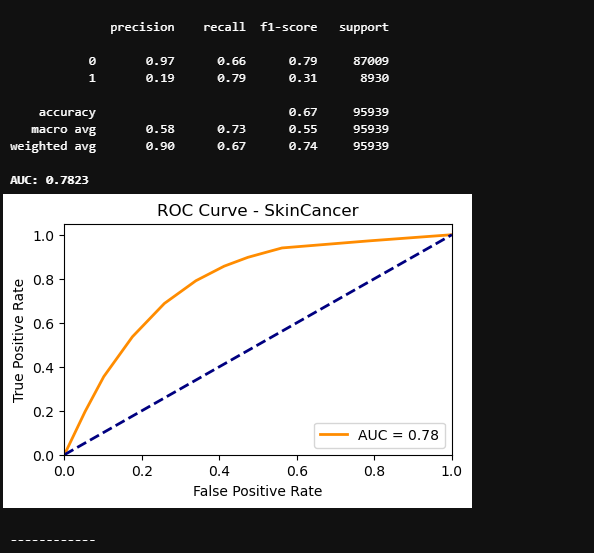 precision recall f1-score support
0 0.97 0.66 0.79 87009
1 0.19 0.79 0.31 8930
accuracy 0.67 95939
macro avg 0.58 0.73 0.55 95939
weighted avg 0.90 0.67 0.74 95939
AUC: 0.7823
ROC Curve - SkinCancer
True Positive Rate
1.0
0.8
0.6
0.4
0.2
0.0
AUC = 0.78
0.0 0.2 0.4 0.6 0.8 1.0
False Positive Rate
------------